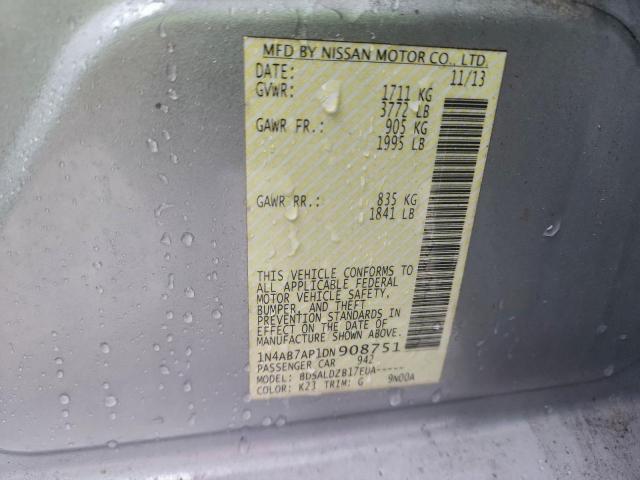 MFD BY NISSAN MOTOR CO., LTD.
DATE: 11/13
GVWR: 1711 KG
3772 LB
GAWR FR.: 905 KG
1995 LB
GAWR RR.: 835 KG
1841 LB
THIS VEHICLE CONFORMS TO
ALL APPLICABLE FEDERAL
MOTOR VEHICLE SAFETY,
BUMPER, AND THEFT
PREVENTION STANDARDS IN
EFFECT ON THE DATE OF
MANUFACTURE SHOWN ABOVE.
1N4AB7AP1DN908751
PASSENGER CAR 94Z
MODEL: BDSALDZB17EUA-----
COLOR: K23 TRIM: G 9N00A